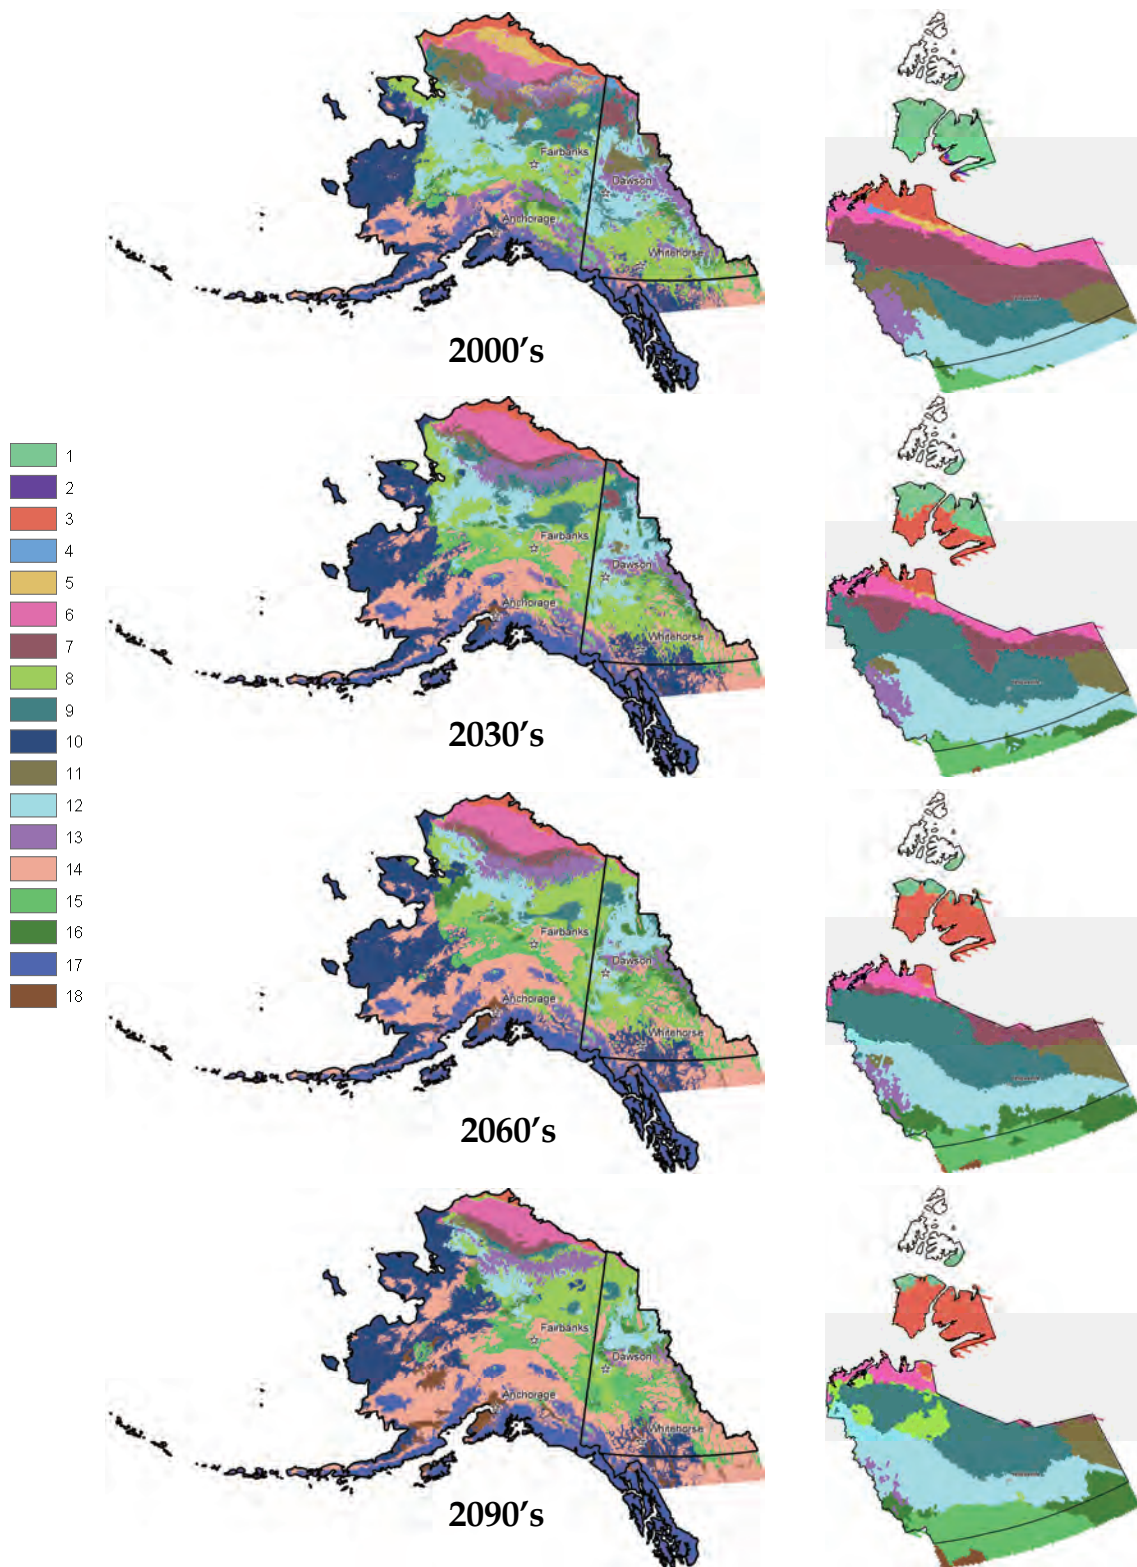 Fairbanks
Dawson
Anchorage
Whitehorse
2000's
1
2
3
4
5
6
7
8
9
10
11
12
13
14
15
16
17
18
Fairbanks
Dawson
Anchorage
Whitehorse
2030's
Fairbanks
Dawson
Anchorage
Whitehorse
2060's
Fairbanks
Dawson
Anchorage
Whitehorse
2090's